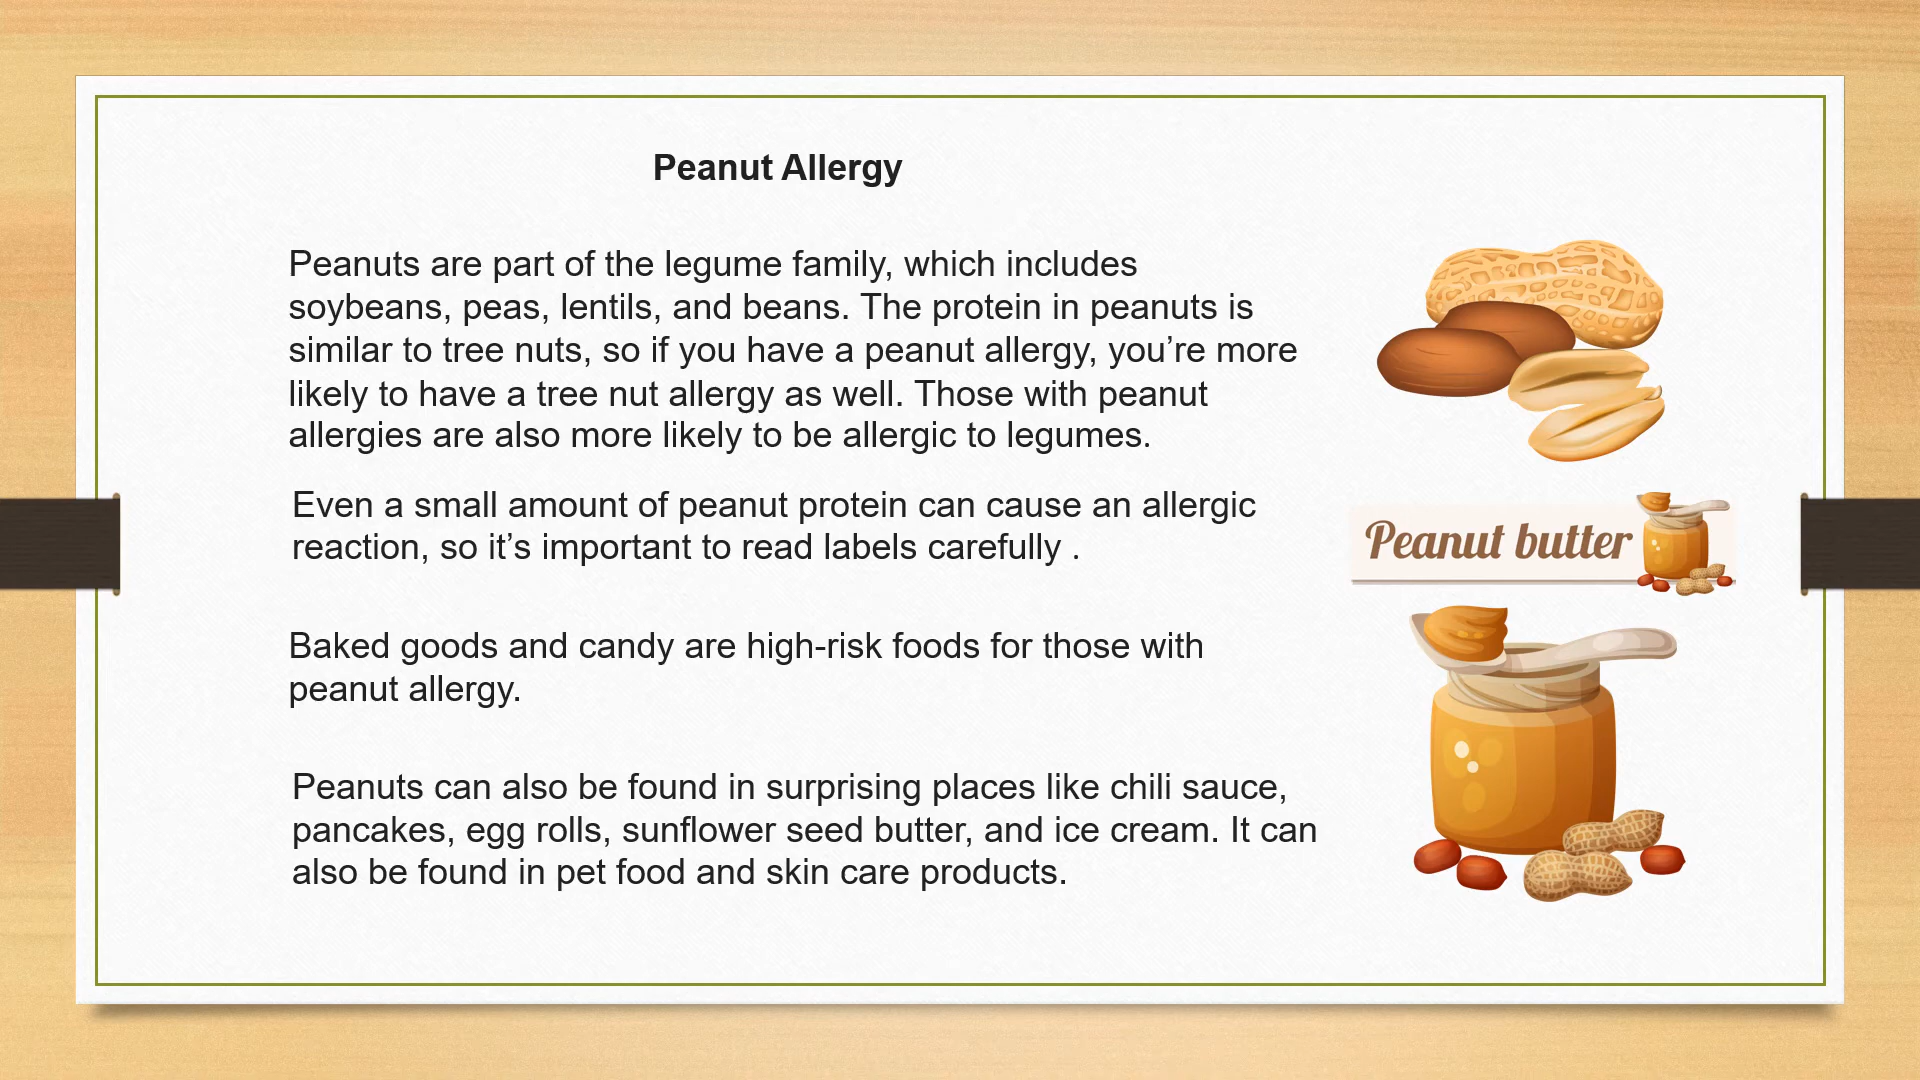 Peanut Allergy
Peanuts are part of the legume family, which includes
soybeans, peas, lentils, and beans. The protein in peanuts is
similar to tree nuts, so if you have a peanut allergy, you’re more
likely to have a tree nut allergy as well. Those with peanut
allergies are also more likely to be allergic to legumes.
Even a small amount of peanut protein can cause an allergic
reaction, so it’s important to read labels carefully .
Baked goods and candy are high-risk foods for those with
peanut allergy.
Peanuts can also be found in surprising places like chili sauce,
pancakes, egg rolls, sunflower seed butter, and ice cream. It can
also be found in pet food and skin care products.
Peanut butter